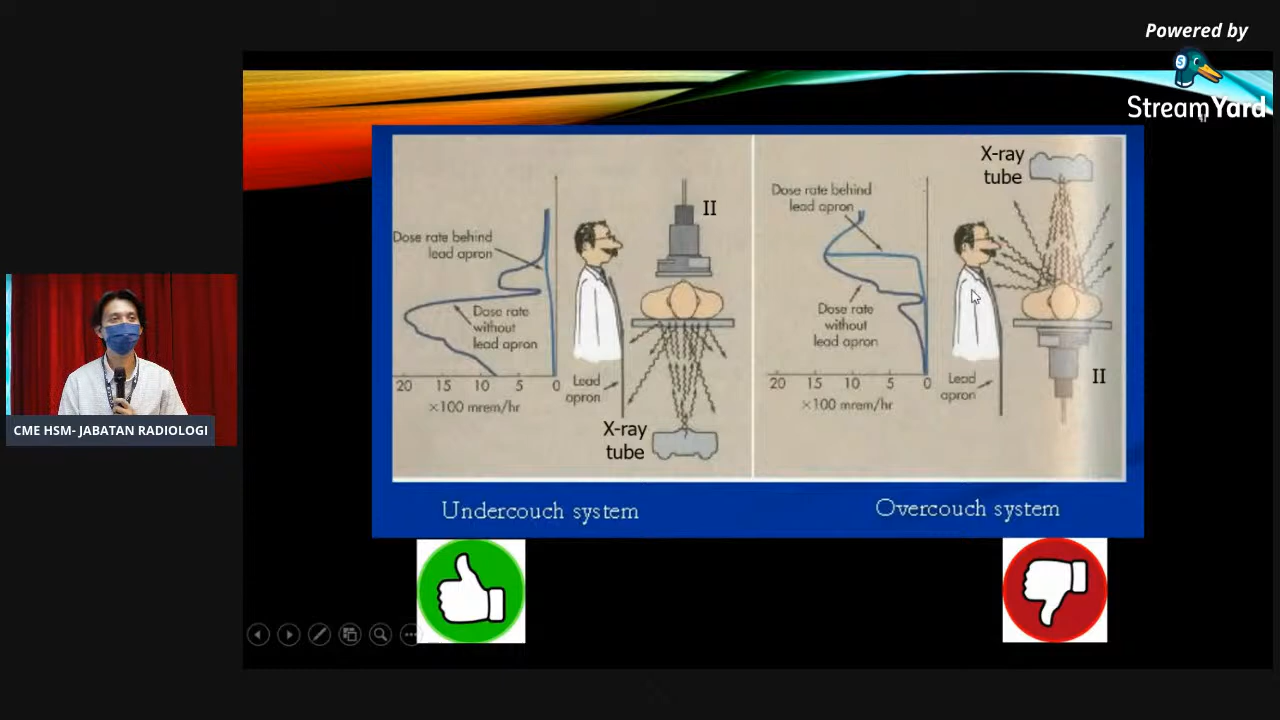 Powered by
StreamYard
X-ray
tube
II
Dose rate behind
lead apron
Dose rate
without
lead apron
20 15 10 5 0
×100 mrem/hr
Lead
apron
X-ray
tube
Dose rate behind
lead apron
Dose rate
without
lead apron
20 15 10 5 0
×100 mrem/hr
Lead
apron
II
CME HSM- JABATAN RADIOLOGI
Undercouch system
Overcouch system